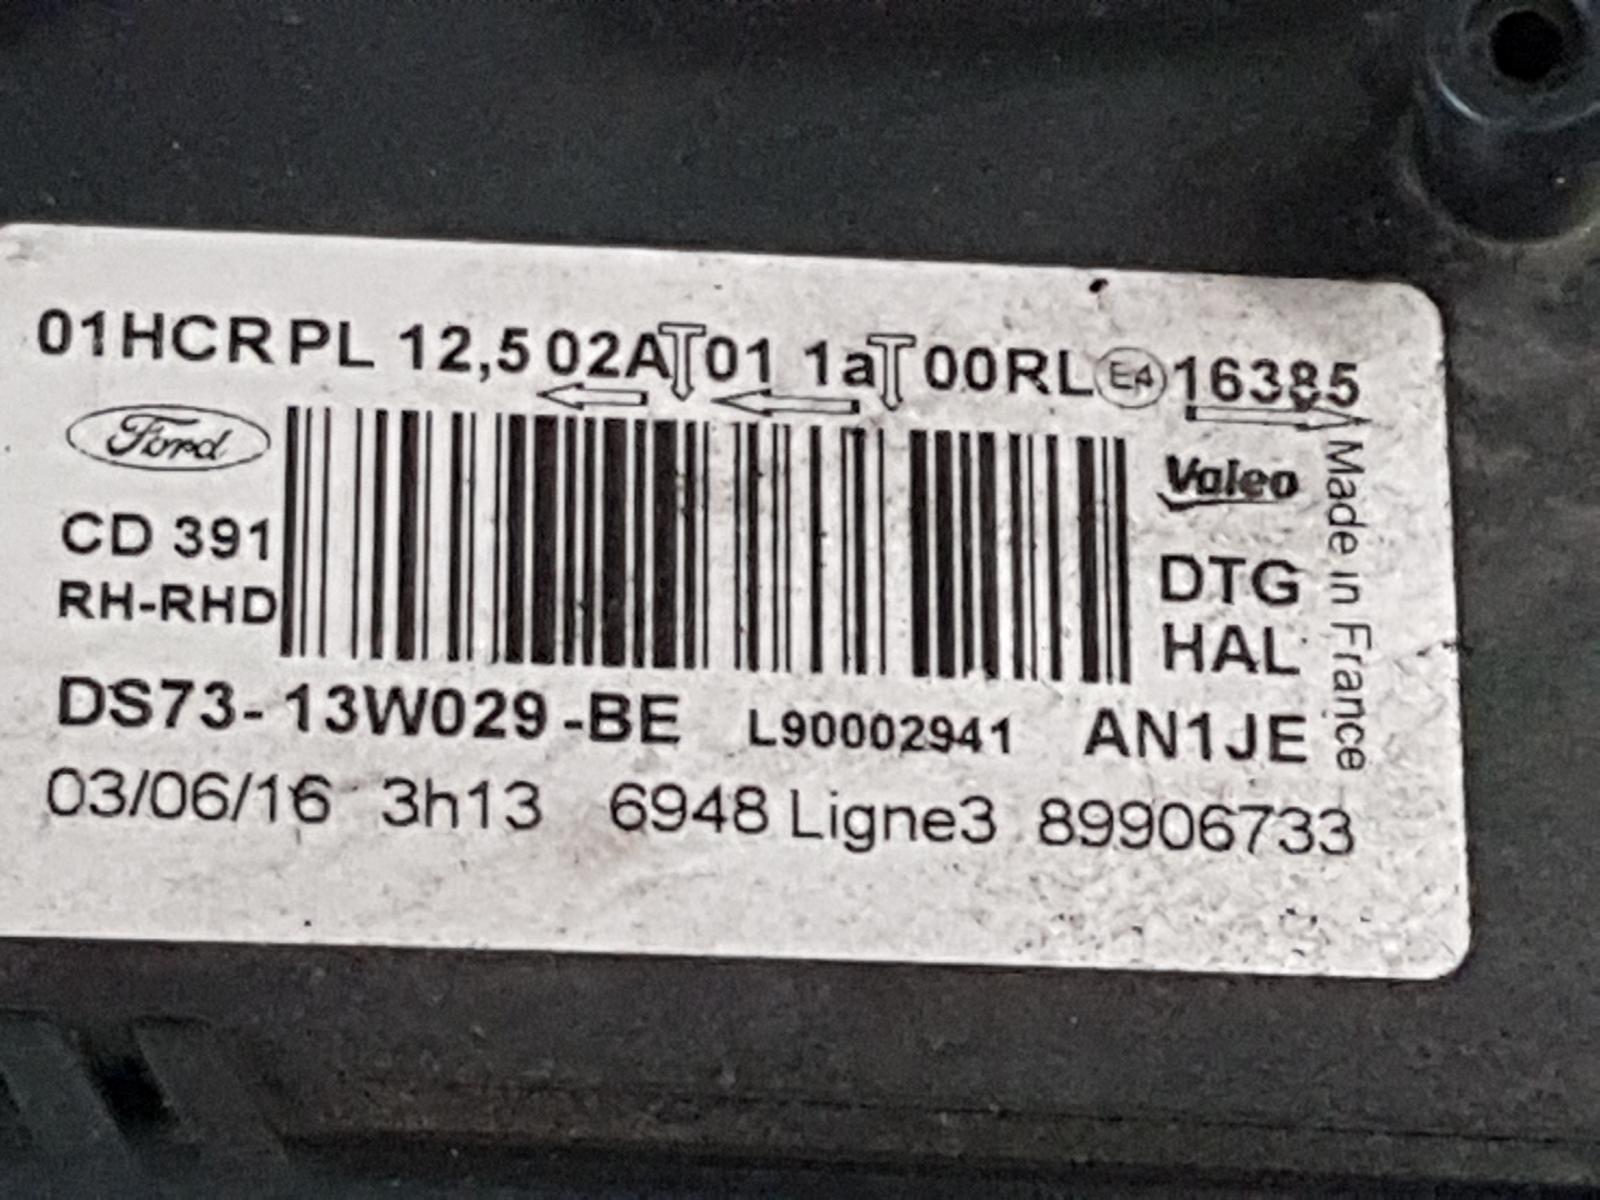 01HCR PL 12,5 02A 01 1a 00RL E4 16385
Ford
Valeo
CD 391
RH-RHD
DTG
HAL
Made in France
DS73-13W029-BE L90002941 AN1JE
03/06/16 3h13 6948 Ligne3 89906733